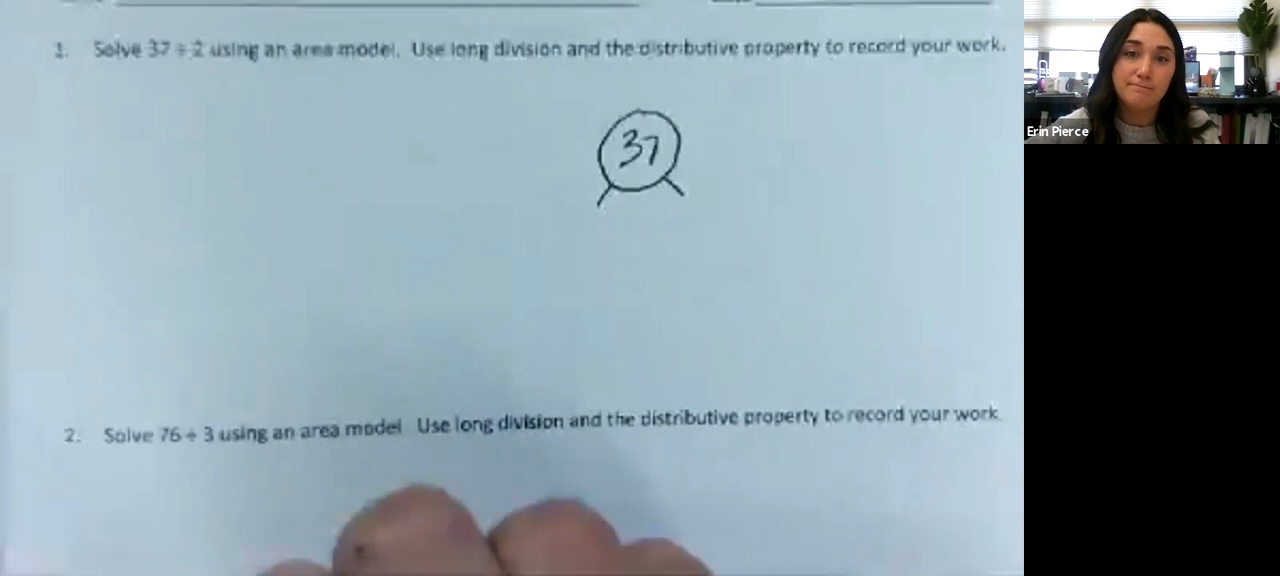 1. Solve 37 ÷ 2 using an area model. Use long division and the distributive property to record your work.
37
2. Solve 76 ÷ 3 using an area model. Use long division and the distributive property to record your work.
Erin Pierce